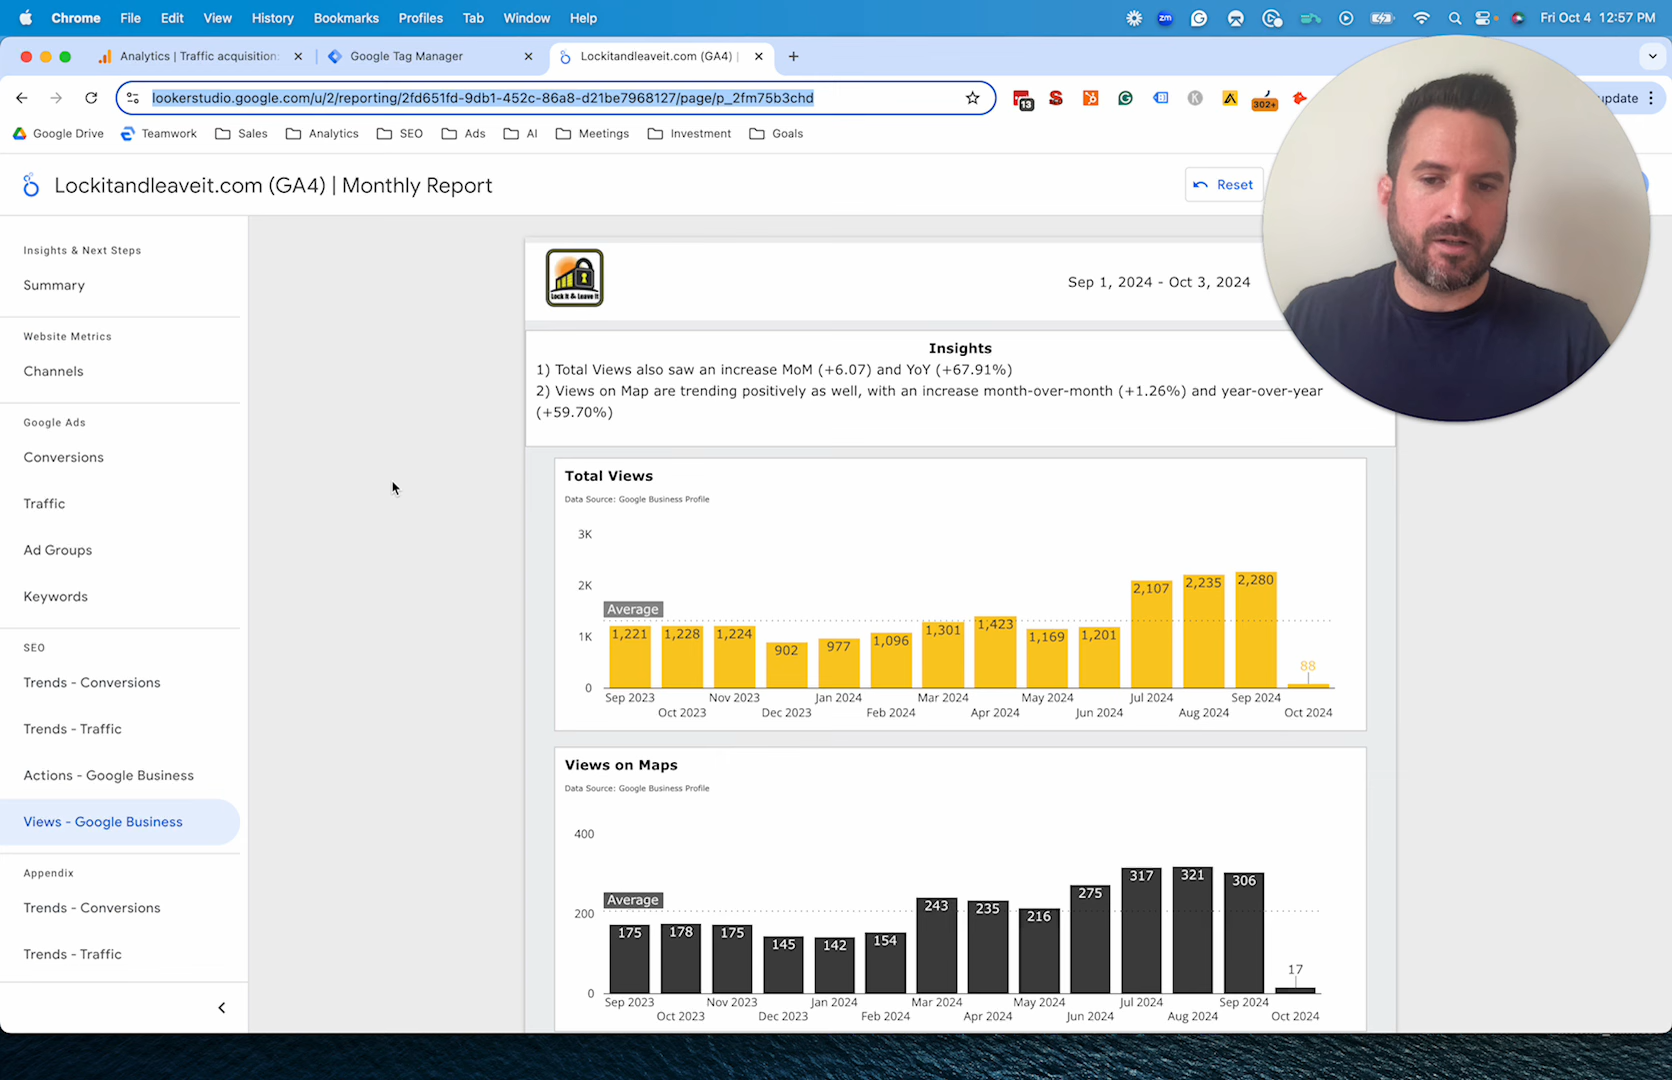 Chrome File Edit View History Bookmarks Profiles Tab Window Help
zm
Fri Oct 4 12:57 PM
Analytics | Traffic acquisition:
Google Tag Manager
Lockitandleaveit.com (GA4) |
lookerstudio.google.com/u/2/reporting/2fd651fd-9db1-452c-86a8-d21be7968127/page/p_2fm75b3chd
13
302+
update
Google Drive Teamwork Sales Analytics SEO Ads AI Meetings Investment Goals
Lockitandleaveit.com (GA4) | Monthly Report
Reset
Insights & Next Steps
Summary
Website Metrics
Channels
Google Ads
Conversions
Traffic
Ad Groups
Keywords
SEO
Trends - Conversions
Trends - Traffic
Actions - Google Business
Views - Google Business
Appendix
Trends - Conversions
Trends - Traffic
Lock It & Leave It
Sep 1, 2024 - Oct 3, 2024
Insights
1) Total Views also saw an increase MoM (+6.07) and YoY (+67.91%)
2) Views on Map are trending positively as well, with an increase month-over-month (+1.26%) and year-over-year
(+59.70%)
Total Views
Data Source: Google Business Profile
3K
2K
1K
0
Average
1,221 1,228 1,224 902 977 1,096 1,301 1,423 1,169 1,201 2,107 2,235 2,280 88
Sep 2023 Nov 2023 Jan 2024 Mar 2024 May 2024 Jul 2024 Sep 2024
Oct 2023 Dec 2023 Feb 2024 Apr 2024 Jun 2024 Aug 2024 Oct 2024
Views on Maps
Data Source: Google Business Profile
400
200
0
Average
175 178 175 145 142 154 243 235 216 275 317 321 306 17
Sep 2023 Nov 2023 Jan 2024 Mar 2024 May 2024 Jul 2024 Sep 2024
Oct 2023 Dec 2023 Feb 2024 Apr 2024 Jun 2024 Aug 2024 Oct 2024